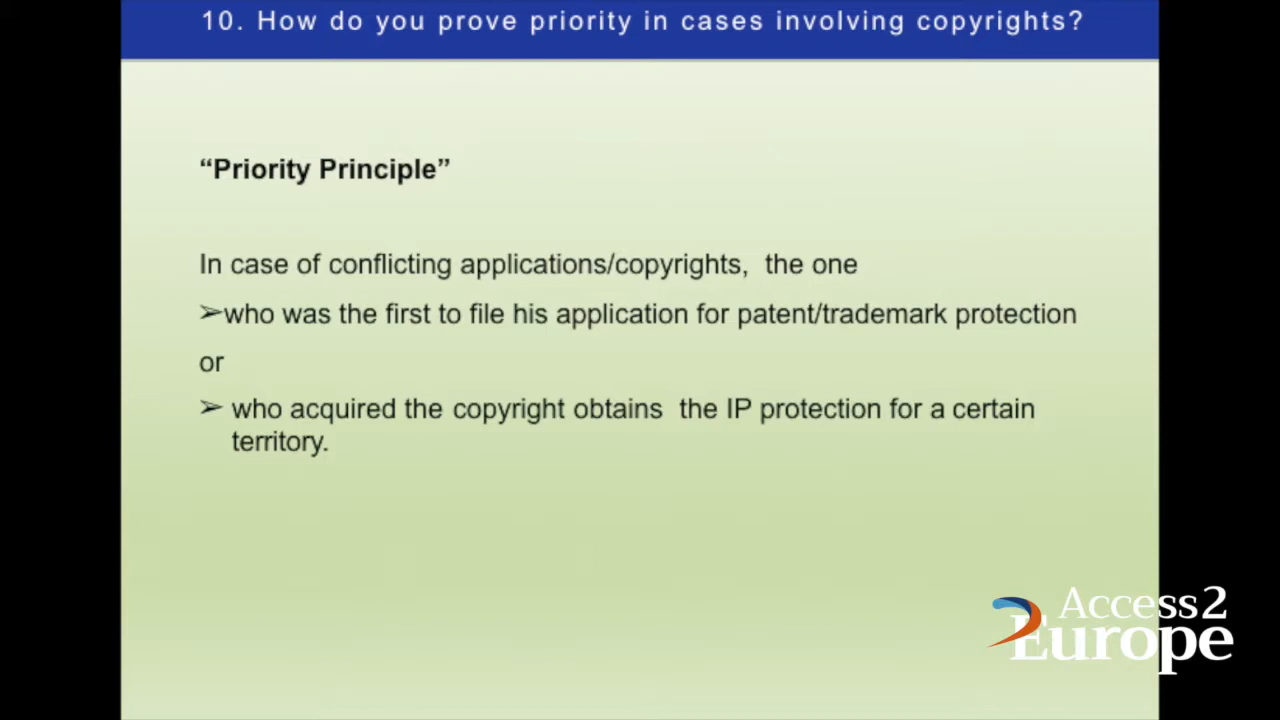 10. How do you prove priority in cases involving copyrights?
“Priority Principle”
In case of conflicting applications/copyrights,  the one
➢who was the first to file his application for patent/trademark protection
or
➢ who acquired the copyright obtains  the IP protection for a certain
territory.
Access2
Europe